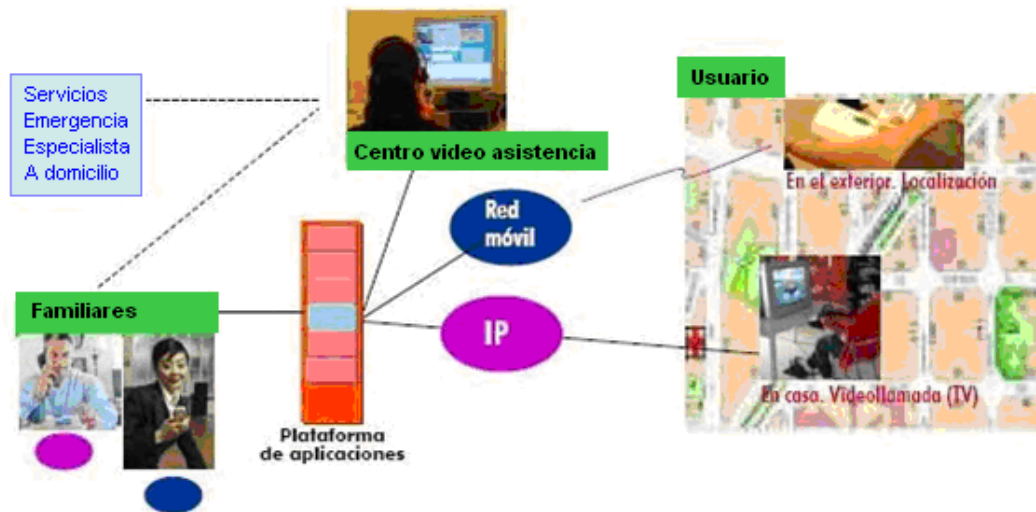 Servicios
Emergencia
Especialista
A domicilio
Centro video asistencia
Usuario
En el exterior. Localización
Red
móvil
Familiares
IP
En casa. Videollamada (TV)
Plataforma
de aplicaciones